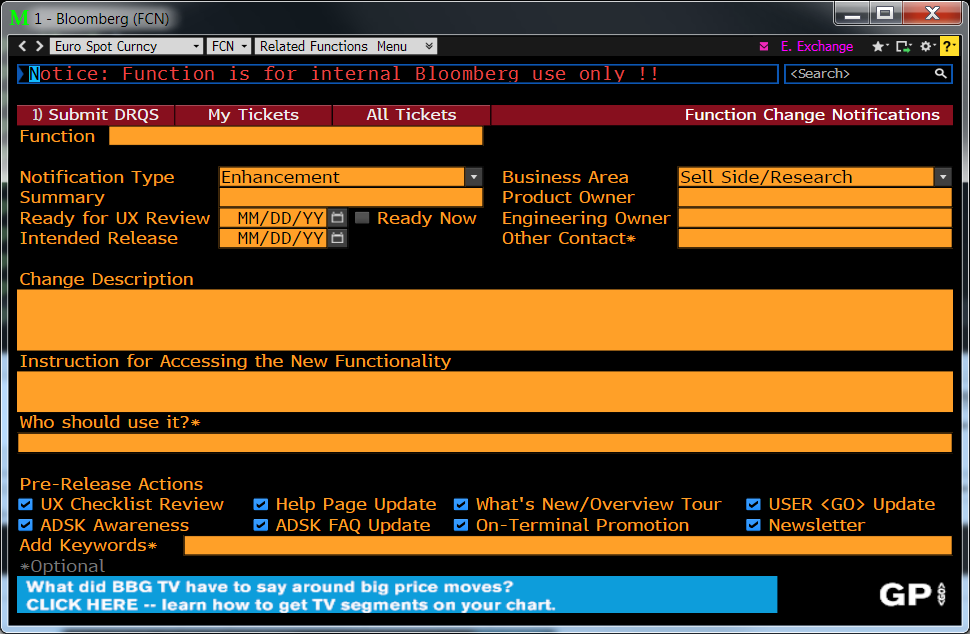 M 1 - Bloomberg (FCN)
< > Euro Spot Curncy FCN Related Functions Menu E. Exchange ?
Notice: Function is for internal Bloomberg use only !! <Search>
1) Submit DRQS My Tickets All Tickets Function Change Notifications
Function
Notification Type Enhancement Business Area Sell Side/Research
Summary Product Owner
Ready for UX Review MM/DD/YY Ready Now Engineering Owner
Intended Release MM/DD/YY Other Contact*
Change Description
Instruction for Accessing the New Functionality
Who should use it?*
Pre-Release Actions
UX Checklist Review Help Page Update What's New/Overview Tour USER <GO> Update
ADSK Awareness ADSK FAQ Update On-Terminal Promotion Newsletter
Add Keywords*
*Optional
What did BBG TV have to say around big price moves?
CLICK HERE -- learn how to get TV segments on your chart.
GP